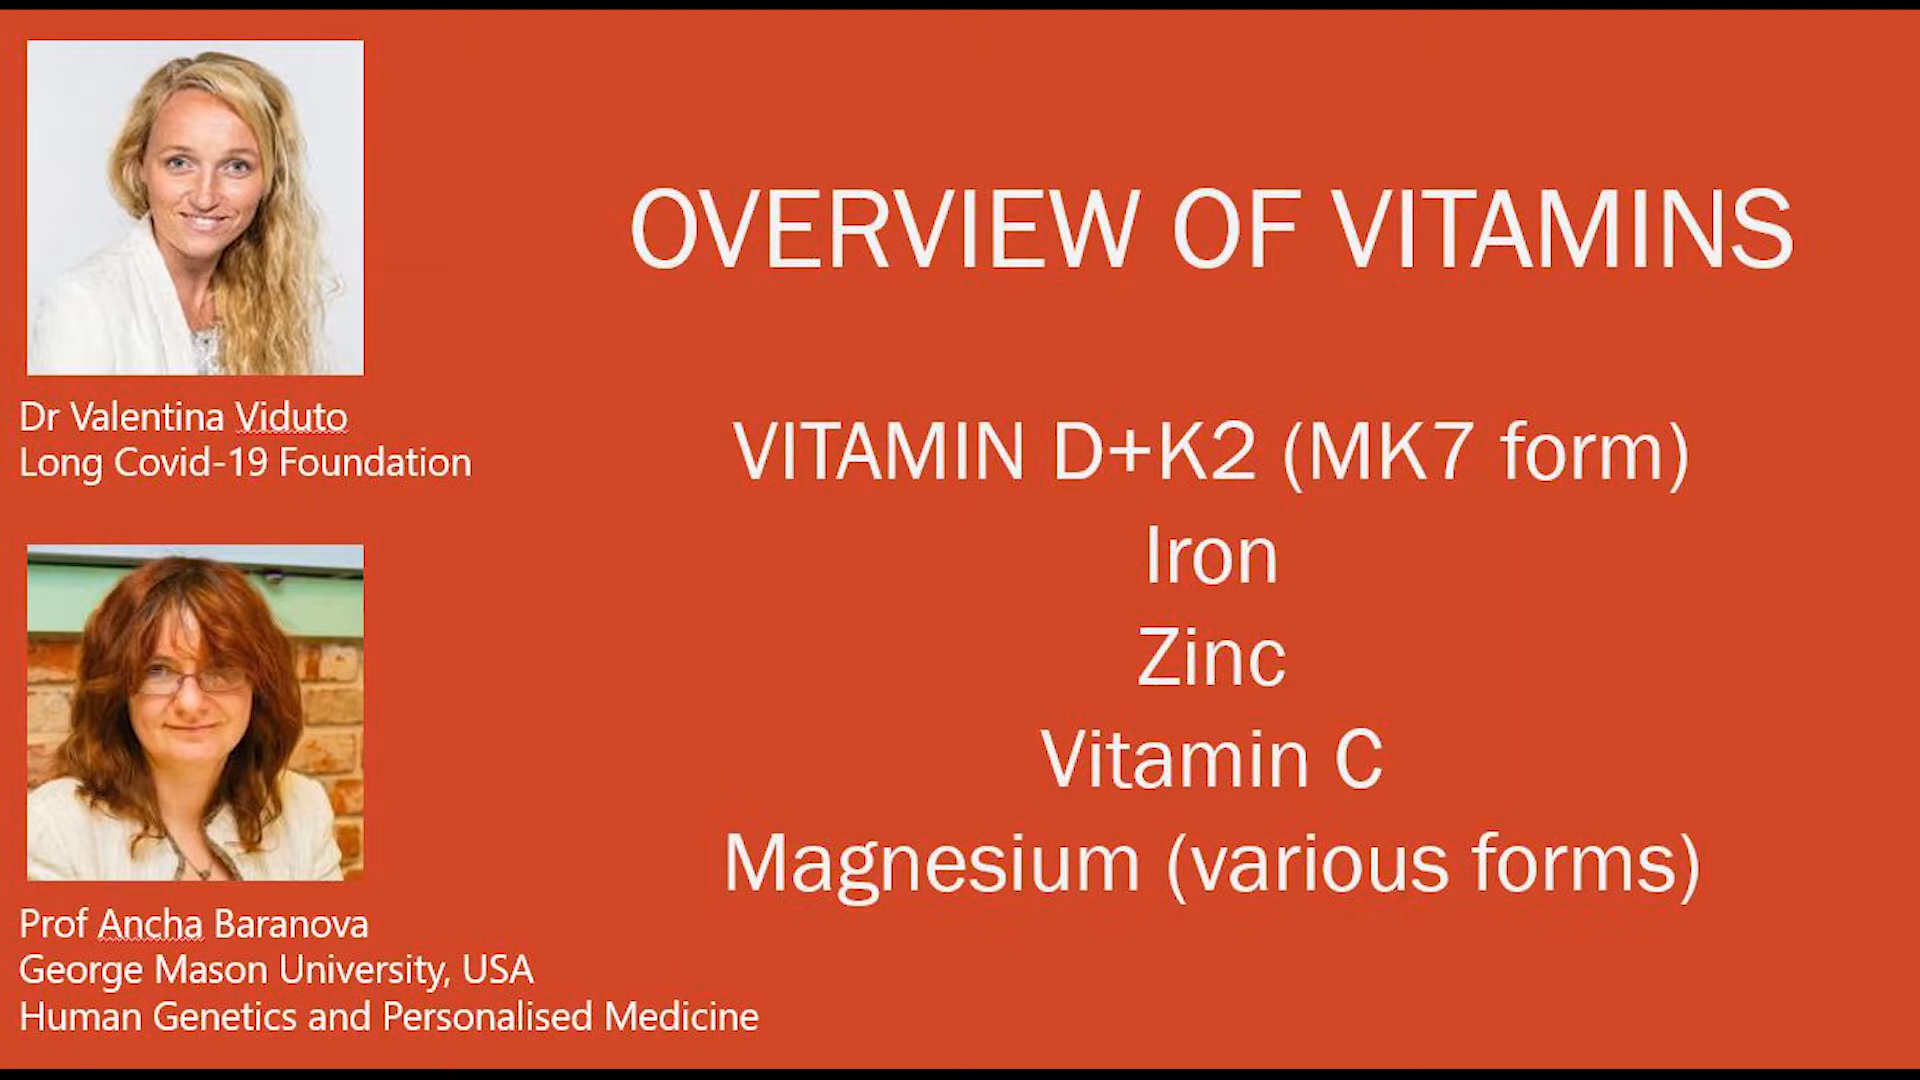 OVERVIEW OF VITAMINS
VITAMIN D+K2 (MK7 form)
Iron
Zinc
Vitamin C
Magnesium (various forms)
Dr Valentina Viduto
Long Covid-19 Foundation
Prof Ancha Baranova
George Mason University, USA
Human Genetics and Personalised Medicine